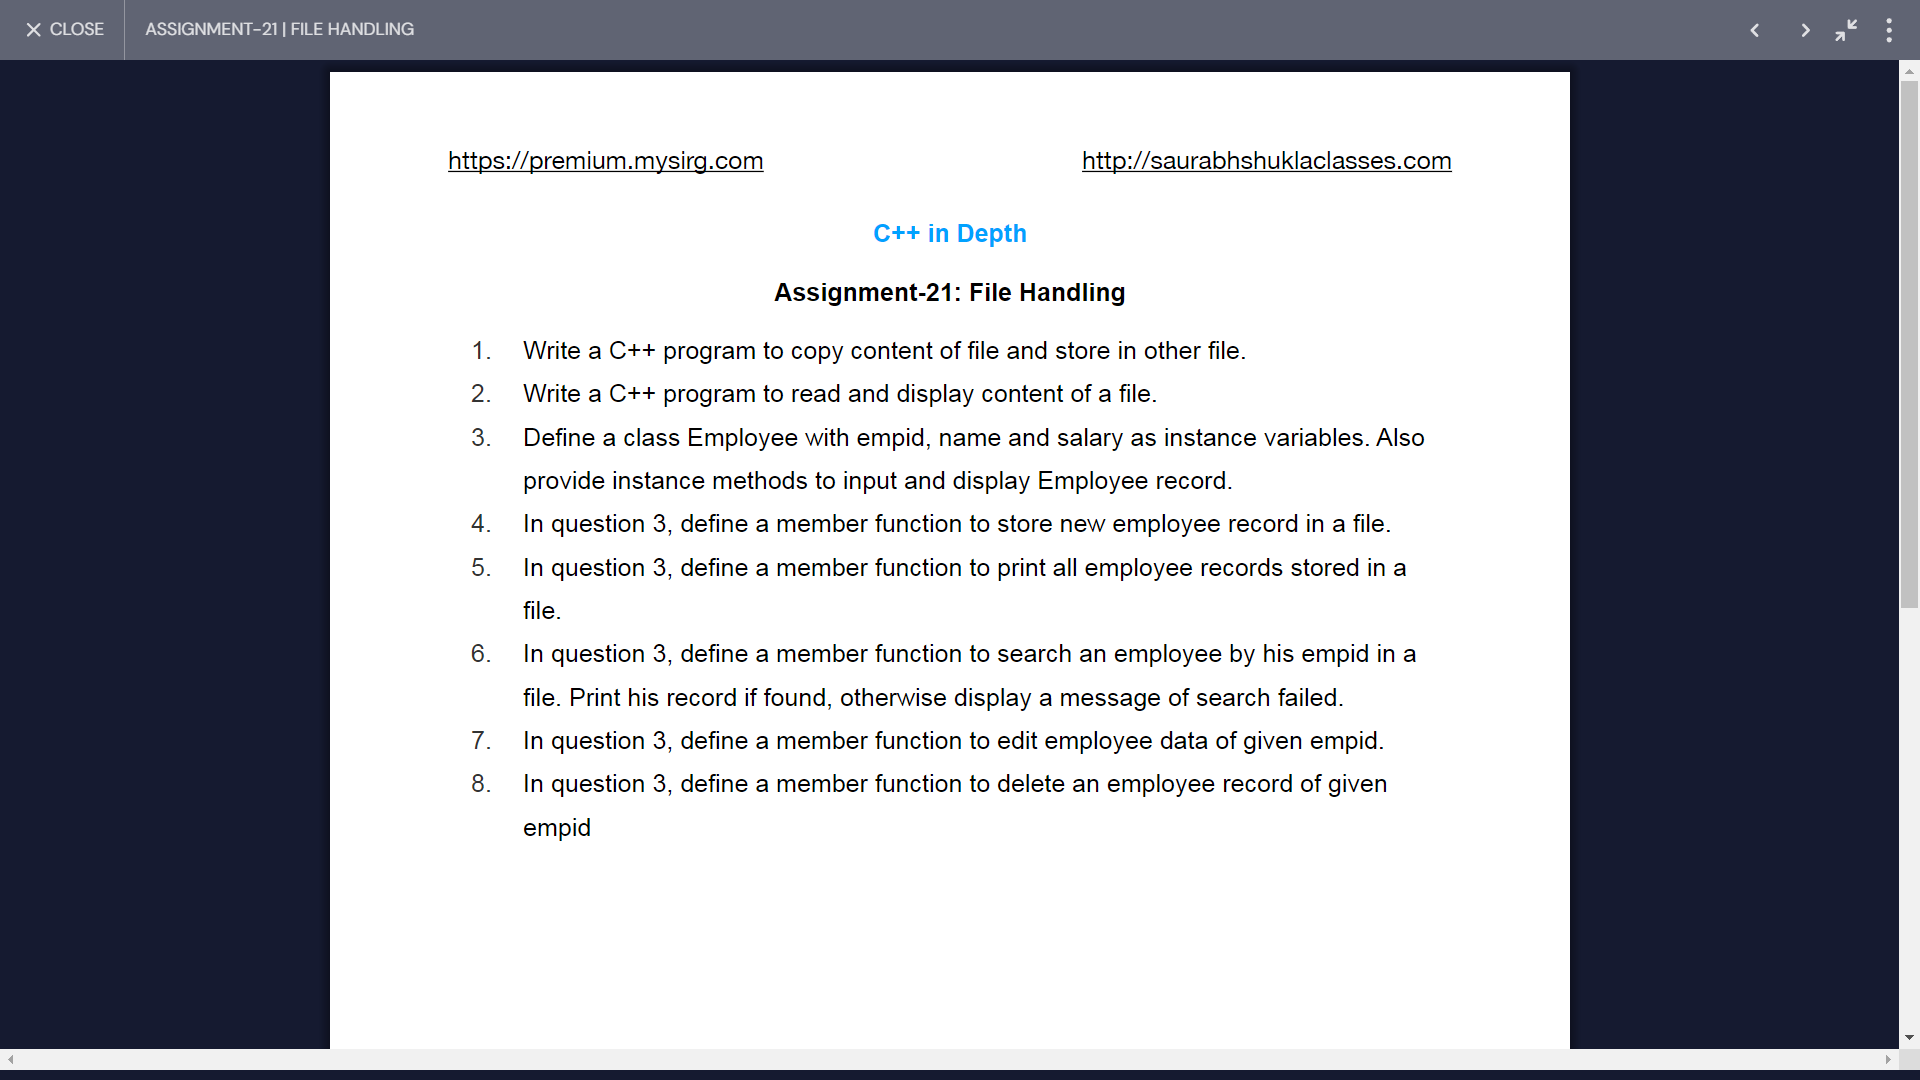 CLOSE ASSIGNMENT-21 | FILE HANDLING
https://premium.mysirg.com http://saurabhshuklaclasses.com
C++ in Depth
Assignment-21: File Handling
1. Write a C++ program to copy content of file and store in other file.
2. Write a C++ program to read and display content of a file.
3. Define a class Employee with empid, name and salary as instance variables. Also
provide instance methods to input and display Employee record.
4. In question 3, define a member function to store new employee record in a file.
5. In question 3, define a member function to print all employee records stored in a
file.
6. In question 3, define a member function to search an employee by his empid in a
file. Print his record if found, otherwise display a message of search failed.
7. In question 3, define a member function to edit employee data of given empid.
8. In question 3, define a member function to delete an employee record of given
empid